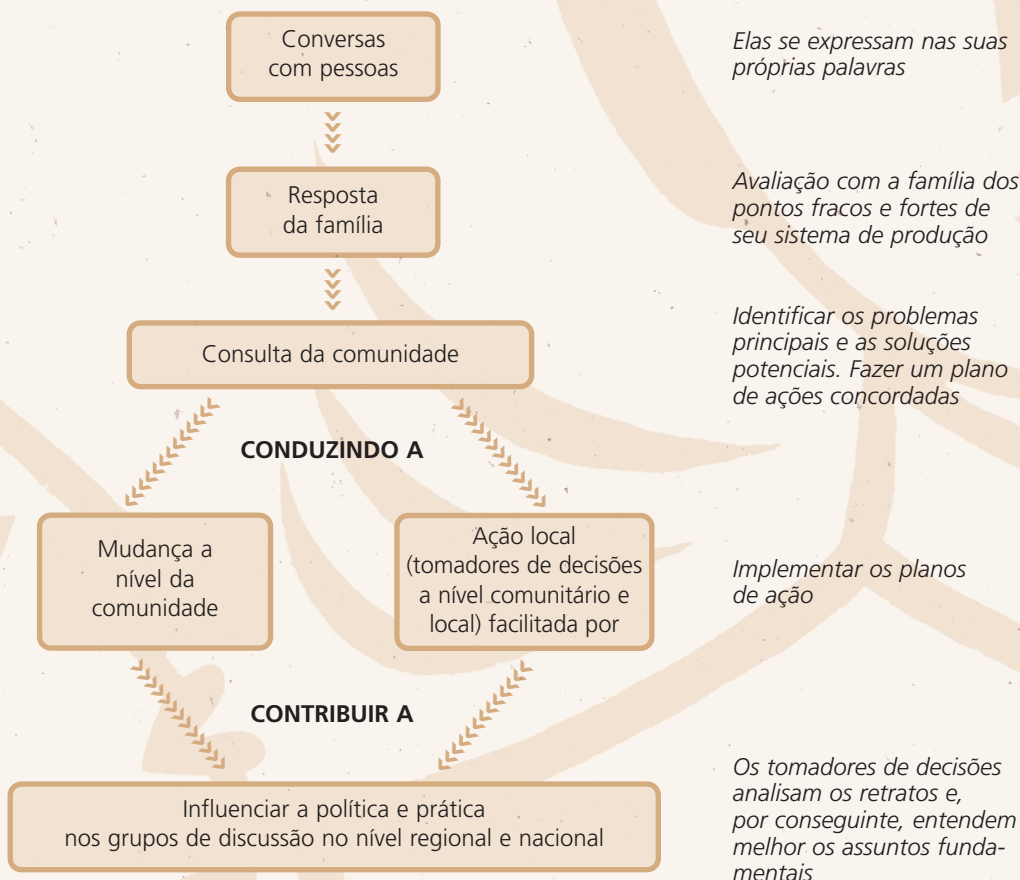 Conversas
com pessoas
Elas se expressam nas suas
próprias palavras
Resposta
da família
Avaliação com a família dos
pontos fracos e fortes de
seu sistema de produção
Consulta da comunidade
Identificar os problemas
principais e as soluções
potenciais. Fazer um plano
de ações concordadas
CONDUZINDO A
Mudança a
nível da
comunidade
Ação local
(tomadores de decisões
a nível comunitário e
local) facilitada por
Implementar os planos
de ação
CONTRIBUIR A
Influenciar a política e prática
nos grupos de discussão no nível regional e nacional
Os tomadores de decisões
analisam os retratos e,
por conseguinte, entendem
melhor os assuntos funda-
mentais